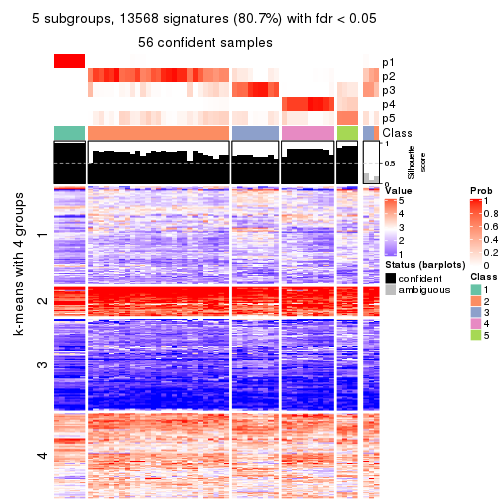 5 subgroups, 13568 signatures (80.7%) with fdr < 0.05
56 confident samples
p1
p2
p3
p4
p5
Class
1
0.5
0
Silhouette
score
k-means with 4 groups
1
2
3
4
Value
5
4
3
2
1
Status (barplots)
confident
ambiguous
Prob
1
0.8
0.6
0.4
0.2
0
Class
1
2
3
4
5